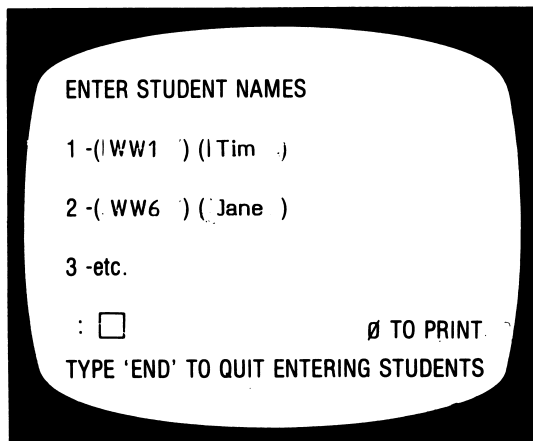 ENTER STUDENT NAMES
1 -( WW1 ) ( Tim )
2 -( WW6 ) ( Jane )
3 -etc.
: □ Ø TO PRINT
TYPE 'END' TO QUIT ENTERING STUDENTS